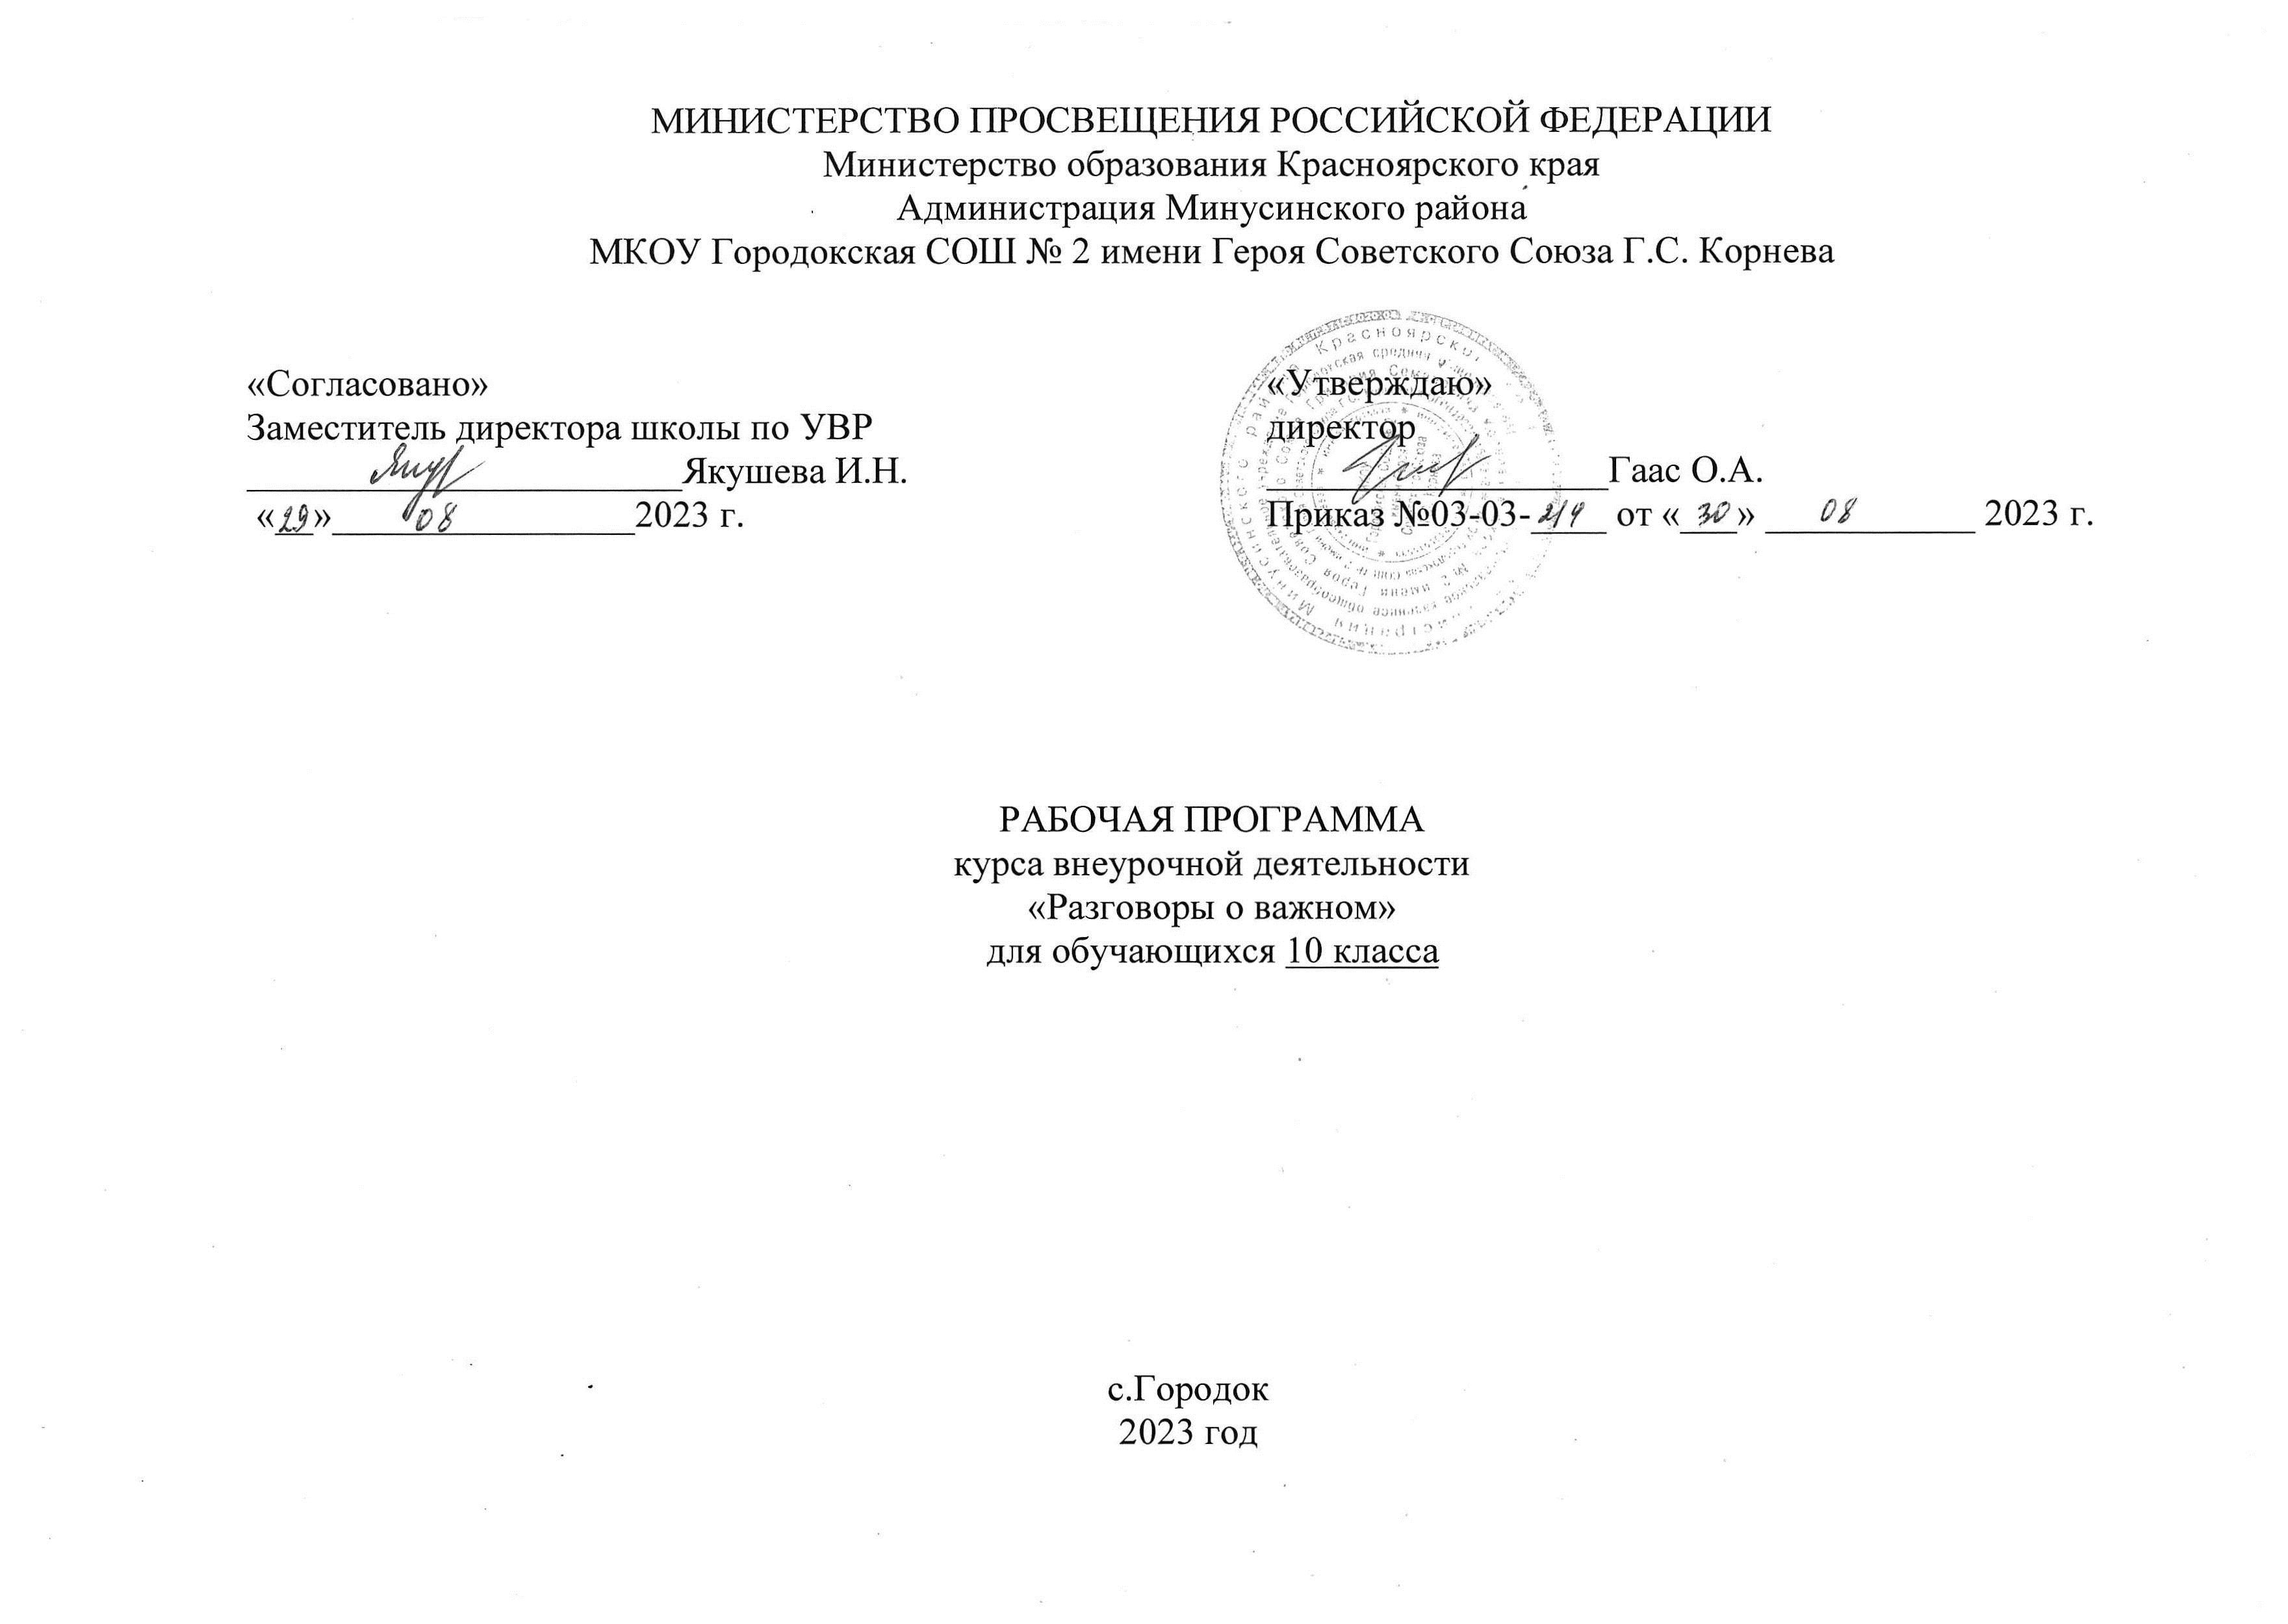 МИНИСТЕРСТВО ПРОСВЕЩЕНИЯ РОССИЙСКОЙ ФЕДЕРАЦИИ
Министерство образования Красноярского края
Администрация Минусинского района
МКОУ Городокская СОШ № 2 имени Героя Советского Союза Г.С. Корнева
«Согласовано»
Заместитель директора школы по УВР
Якушева И.Н.
«29» 08 2023 г.
«Утверждаю»
директор
Гаас О.А.
Приказ №03-03-214 от «30» 08 2023 г.
РАБОЧАЯ ПРОГРАММА
курса внеурочной деятельности
«Разговоры о важном»
для обучающихся 10 класса
с.Городок
2023 год